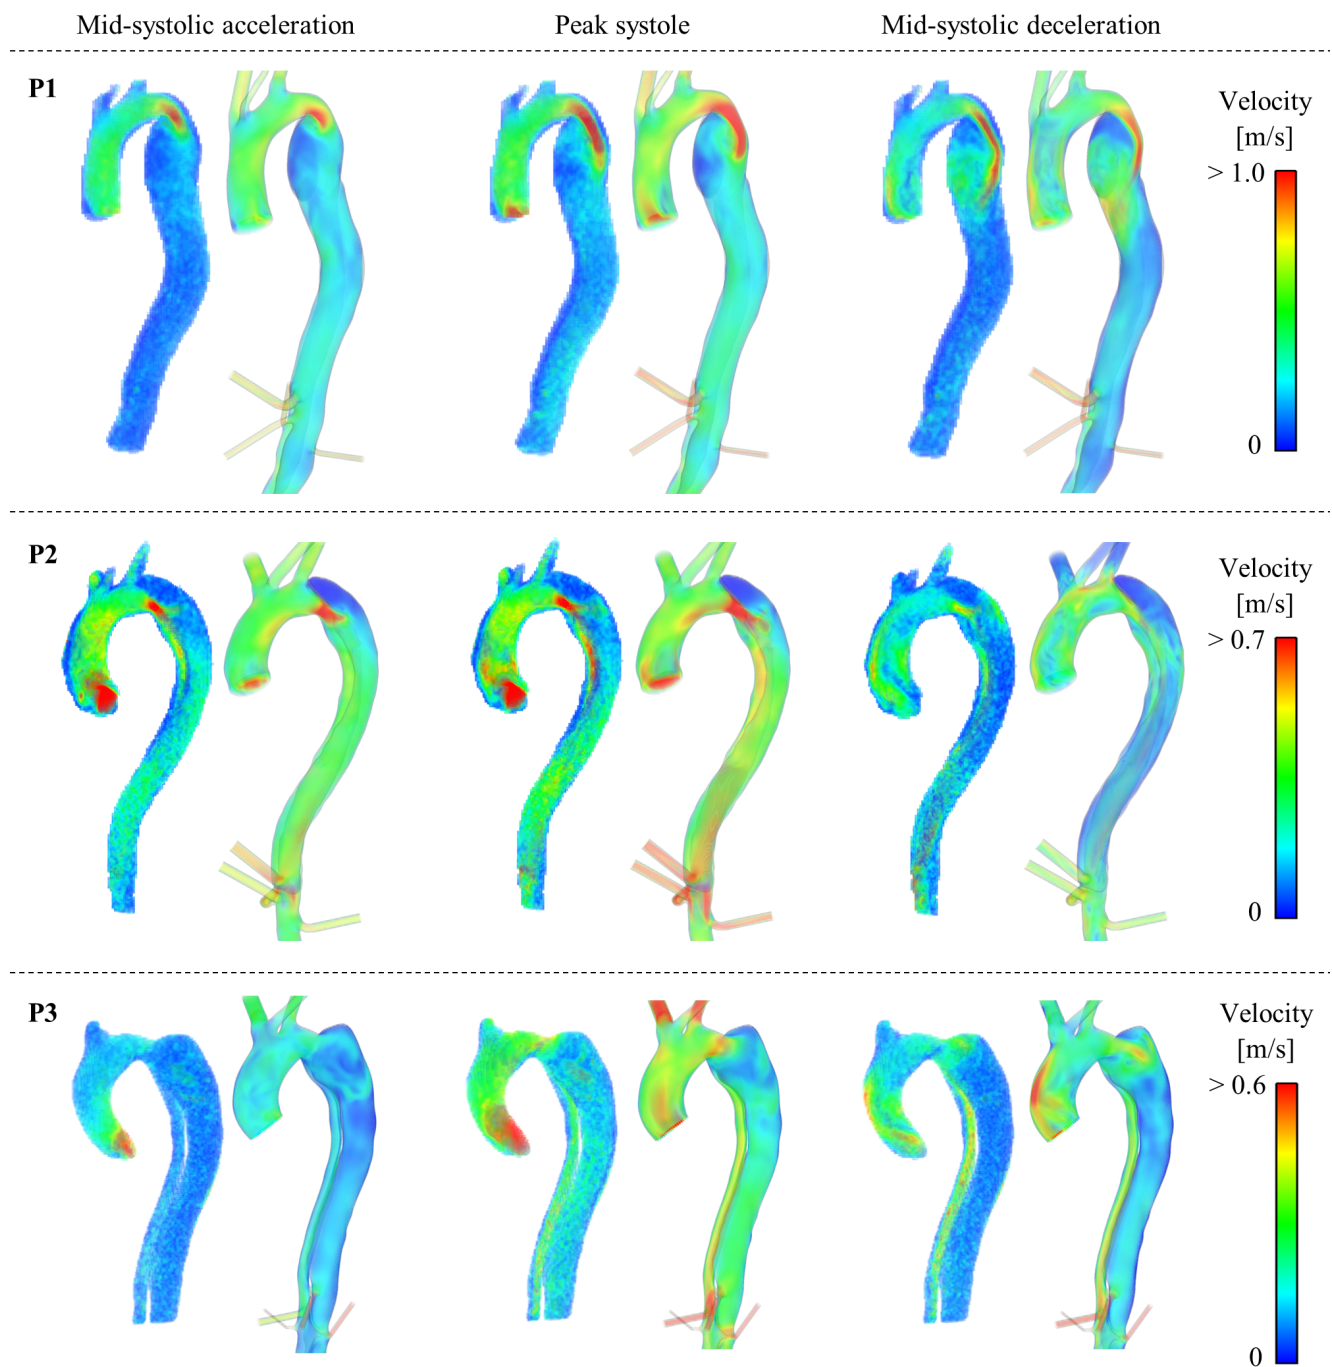 Mid-systolic acceleration
Peak systole
Mid-systolic deceleration
P1
Velocity
[m/s]
> 1.0
0
P2
Velocity
[m/s]
> 0.7
0
P3
Velocity
[m/s]
> 0.6
0